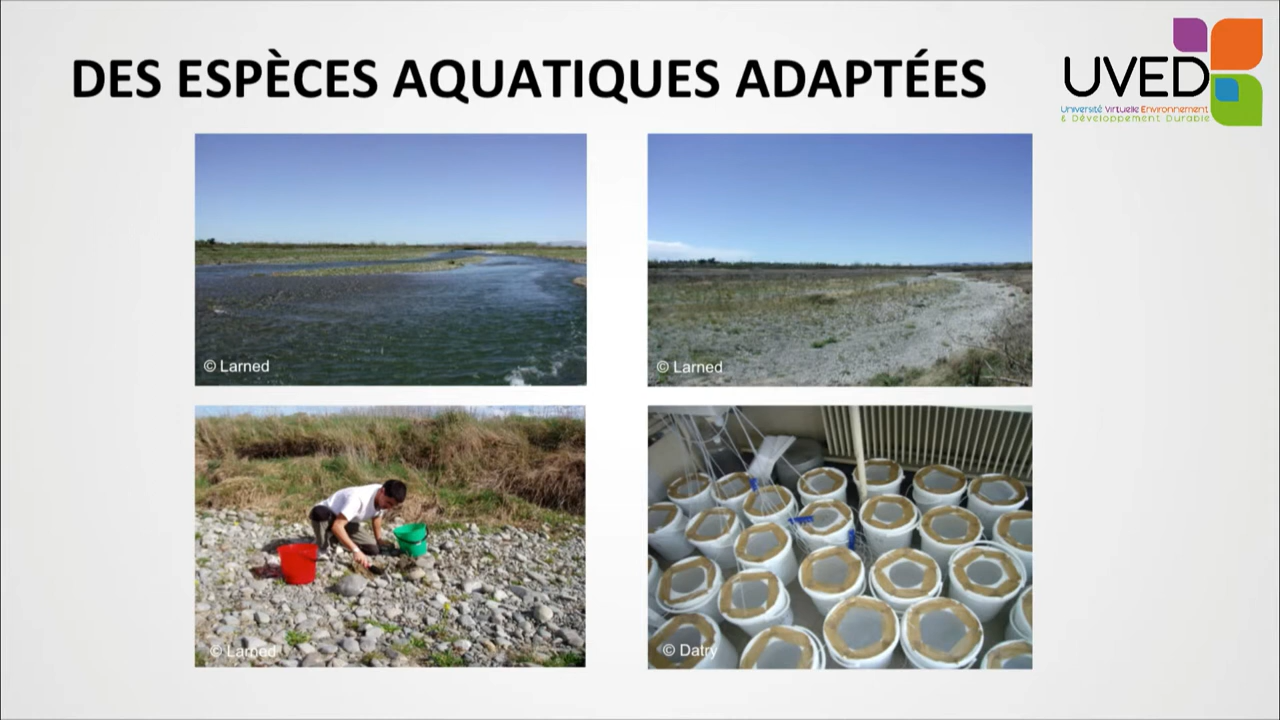 DES ESPÈCES AQUATIQUES ADAPTÉES
UVED
Université Virtuelle Environnement
& Développement Durable
© Larned
© Larned
© Larned
© Datry